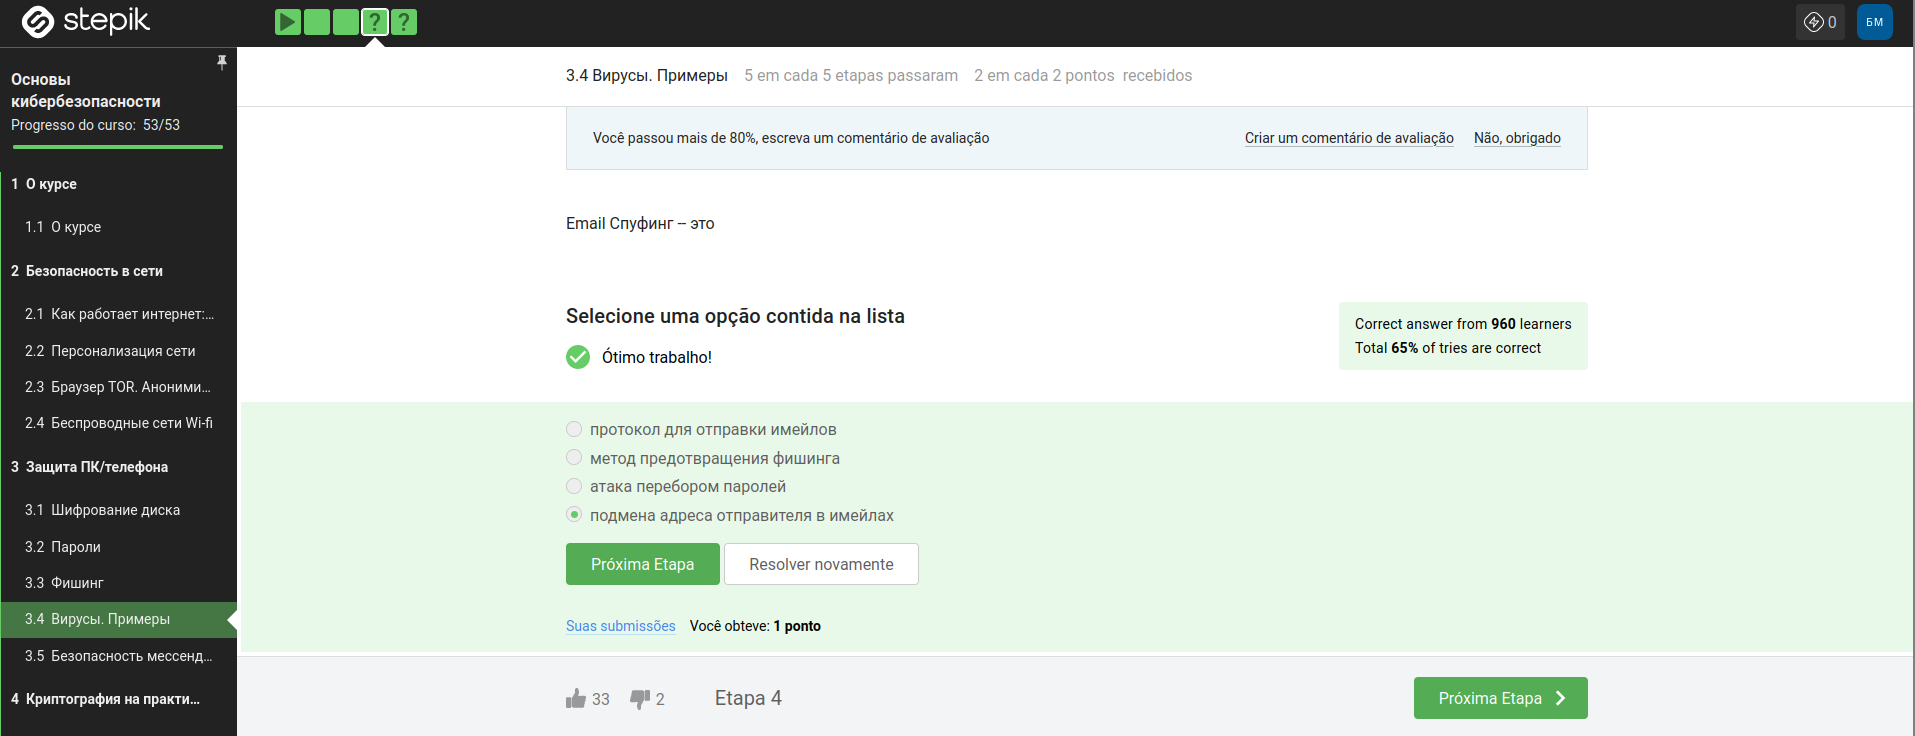 stepik
? ?
0
БМ
Основы
кибербезопасности
Progresso do curso: 53/53
1 О курсе
1.1 О курсе
2 Безопасность в сети
2.1 Как работает интернет:...
2.2 Персонализация сети
2.3 Браузер TOR. Аноними...
2.4 Беспроводные сети Wi-fi
3 Защита ПК/телефона
3.1 Шифрование диска
3.2 Пароли
3.3 Фишинг
3.4 Вирусы. Примеры
3.5 Безопасность мессенд...
4 Криптография на практи...
3.4 Вирусы. Примеры 5 em cada 5 etapas passaram 2 em cada 2 pontos recebidos
Você passou mais de 80%, escreva um comentário de avaliação Criar um comentário de avaliação Não, obrigado
Email Спуфинг -- это
Selecione uma opção contida na lista
Ótimo trabalho!
Correct answer from 960 learners
Total 65% of tries are correct
протокол для отправки имейлов
метод предотвращения фишинга
атака перебором паролей
подмена адреса отправителя в имейлах
Próxima Etapa Resolver novamente
Suas submissões Você obteve: 1 ponto
33 2 Etapa 4 Próxima Etapa